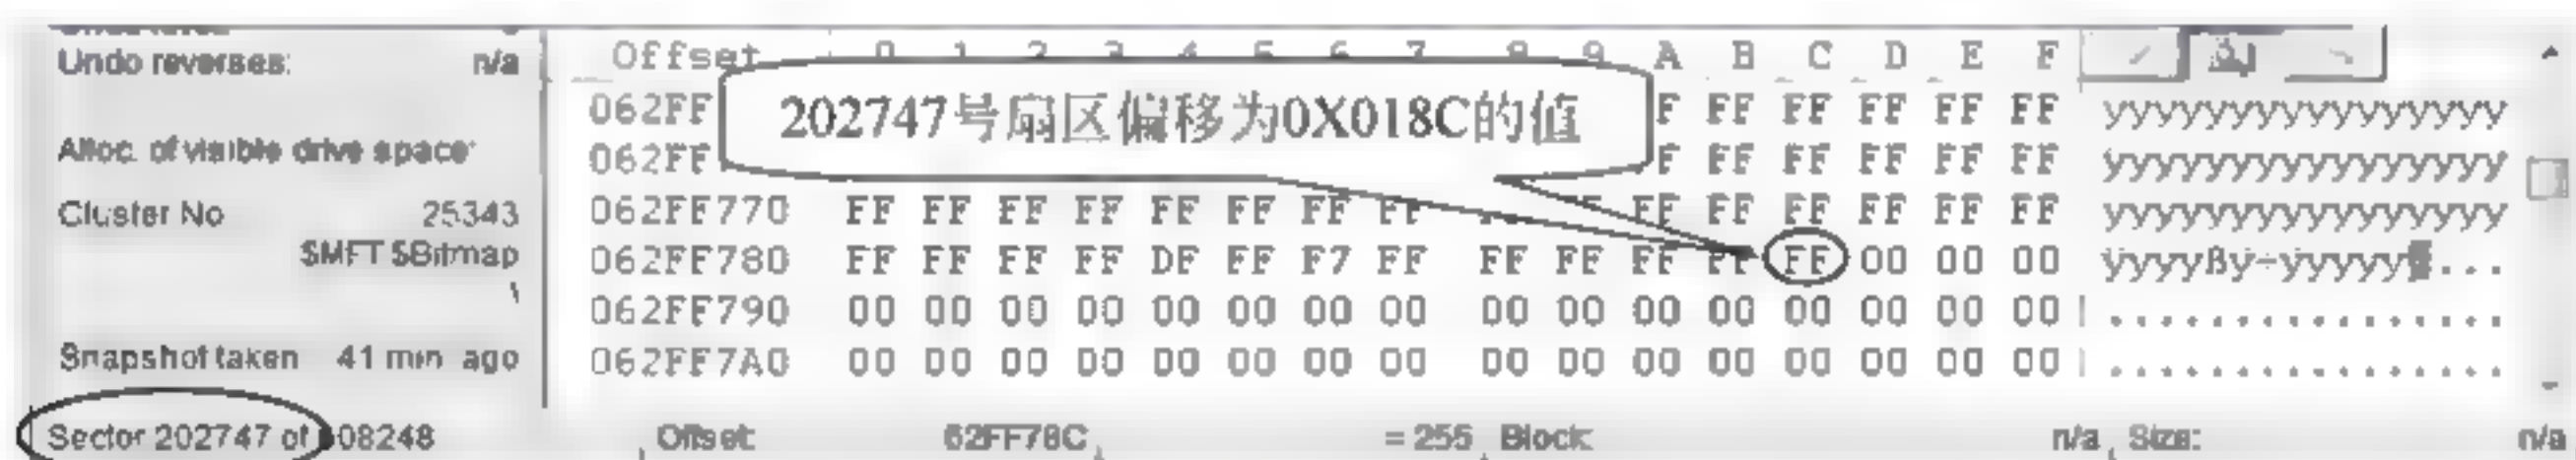 Undo reverses: n/a
Offset 0 1 2 3 4 5 6 7 8 9 A B C D E F
202747号扇区偏移为0X018C的值
062FF F FF FF FF FF FF ÿÿÿÿÿÿÿÿÿÿÿÿÿÿÿÿ
Alloc. of visible drive space:
062FF F FF FF FF FF FF ÿÿÿÿÿÿÿÿÿÿÿÿÿÿÿÿ
Cluster No 25343
062FF770 FF FF FF FF FF FF FF FF FF FF FF FF FF FF ÿÿÿÿÿÿÿÿÿÿÿÿÿÿÿÿ
$MFT $Bitmap
062FF780 FF FF FF FF DF FF F7 FF FF FF FF FF FF 00 00 00 ÿÿÿÿßÿ÷ÿÿÿÿÿ...
\
062FF790 00 00 00 00 00 00 00 00 00 00 00 00 00 00 00 00 ................
Snapshot taken 41 min ago
062FF7A0 00 00 00 00 00 00 00 00 00 00 00 00 00 00 00 00 ................
Sector 202747 of 08248 Offset: 62FF78C = 255 Block: n/a Size: n/a